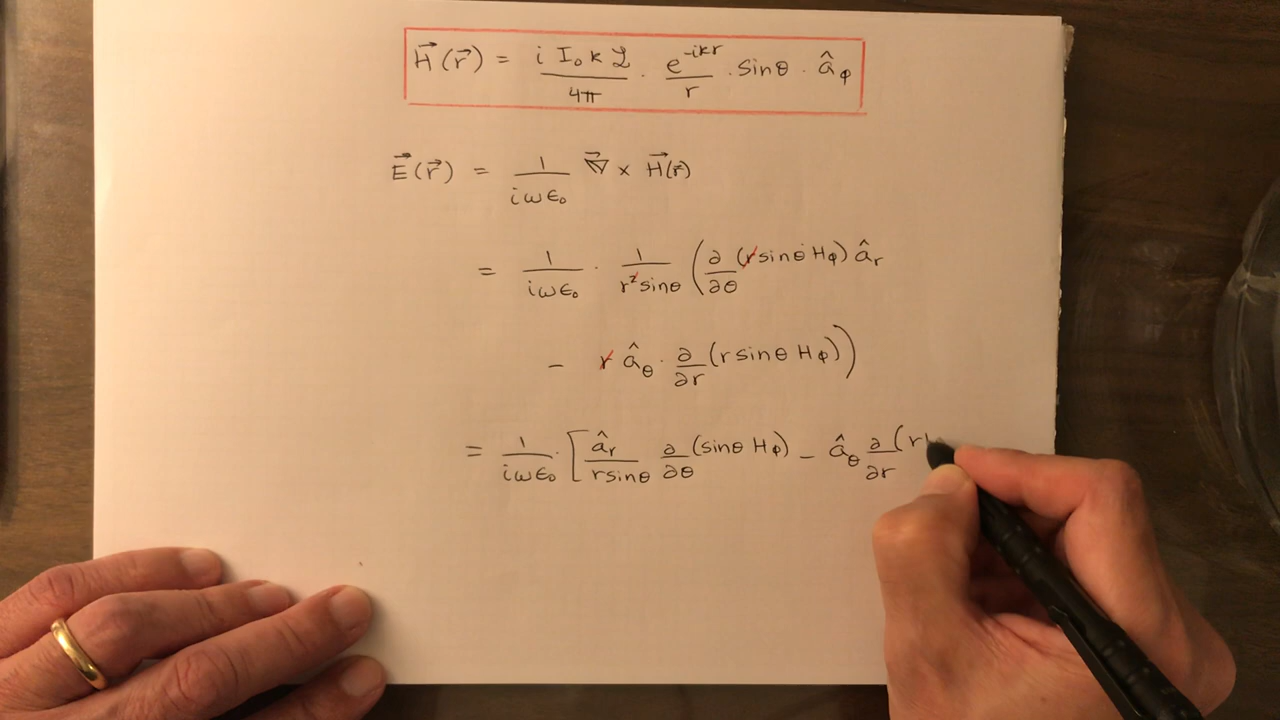 H⃗(r⃗) = i I₀ k ℒ / 4π · e^(-ikr) / r · sinθ · â_ϕ
E⃗(r⃗) = 1 / iωϵ₀ ∇⃗ × H⃗(r⃗)
= 1 / iωϵ₀ · 1 / r² sinθ ( ∂/∂θ (r sinθ H_ϕ) â_r
− r â_θ · ∂/∂r (r sinθ H_ϕ) )
= 1 / iωϵ₀ · [ â_r / r sinθ ∂/∂θ (sinθ H_ϕ) − â_θ ∂/∂r (r